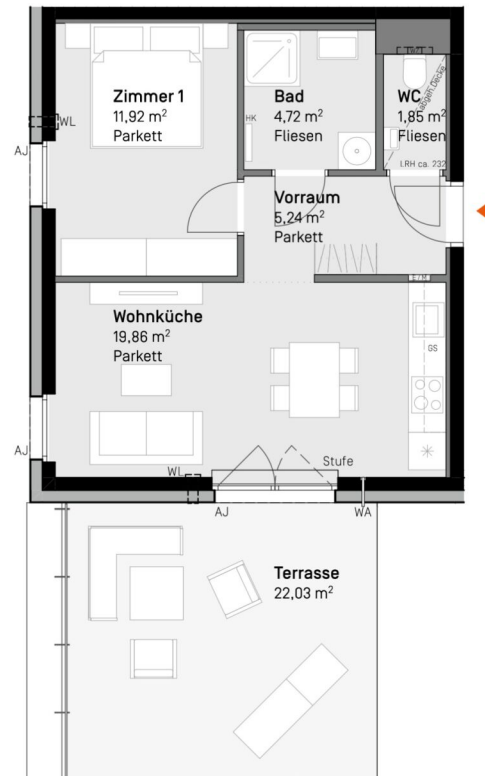 W7
Zimmer 1
11,92 m²
Parkett
Bad
4,72 m²
Fliesen
WC
1,85 m²
Fliesen
abgeh. Decke
WL
HK
AJ
l.RH ca. 232
Vorraum
5,24 m²
Parkett
E / M
Wohnküche
19,86 m²
Parkett
GS
AJ
WL
Stufe
AJ
WA
Terrasse
22,03 m²